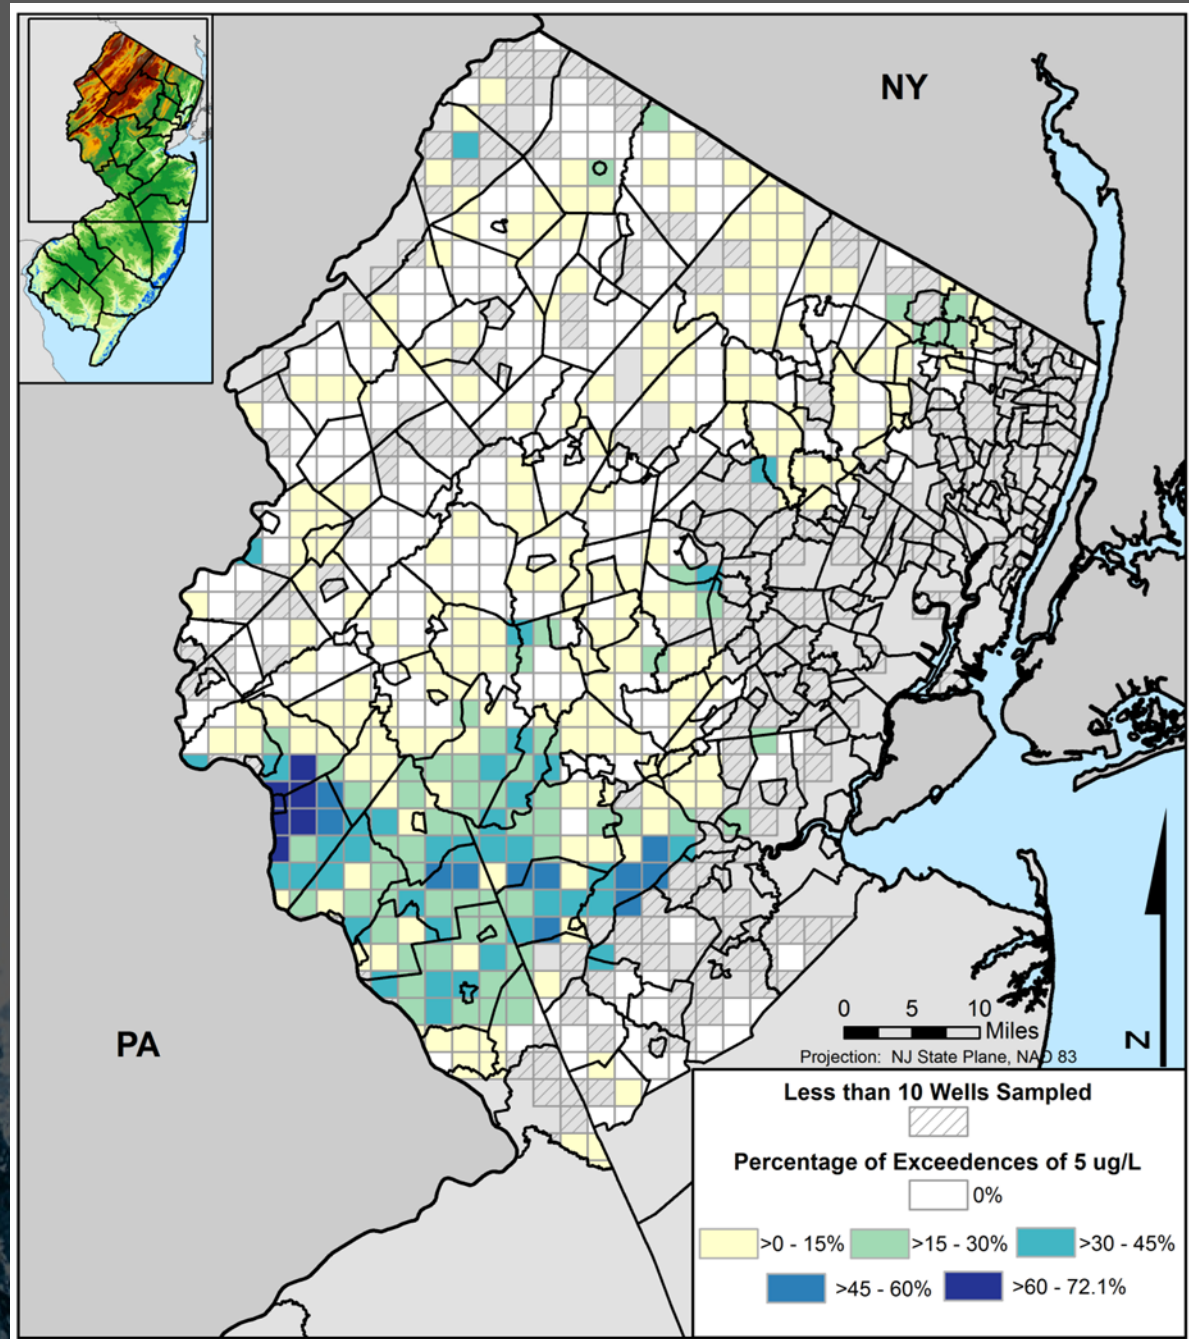 NY
PA
0 5 10
Miles
Projection: NJ State Plane, NAD 83
N
Less than 10 Wells Sampled
Percentage of Exceedences of 5 ug/L
0%
>0 - 15% >15 - 30% >30 - 45%
>45 - 60% >60 - 72.1%